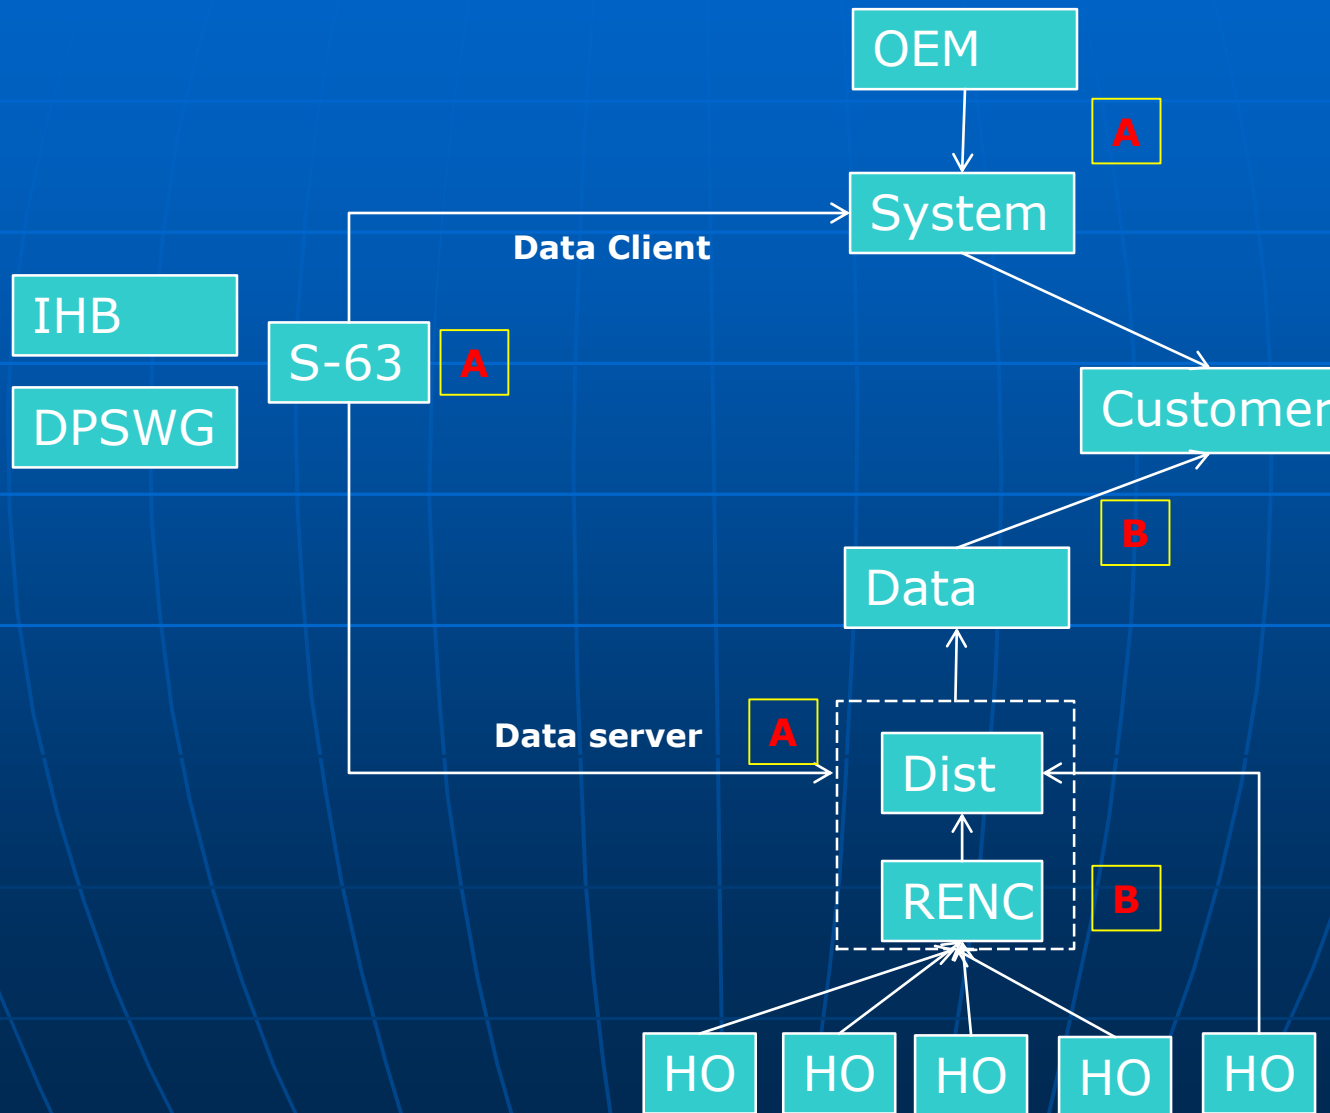 OEM
A
System
Data Client
IHB
S-63
A
DPSWG
Customer
B
Data
A
Data server
Dist
RENC
B
HO
HO
HO
HO
HO